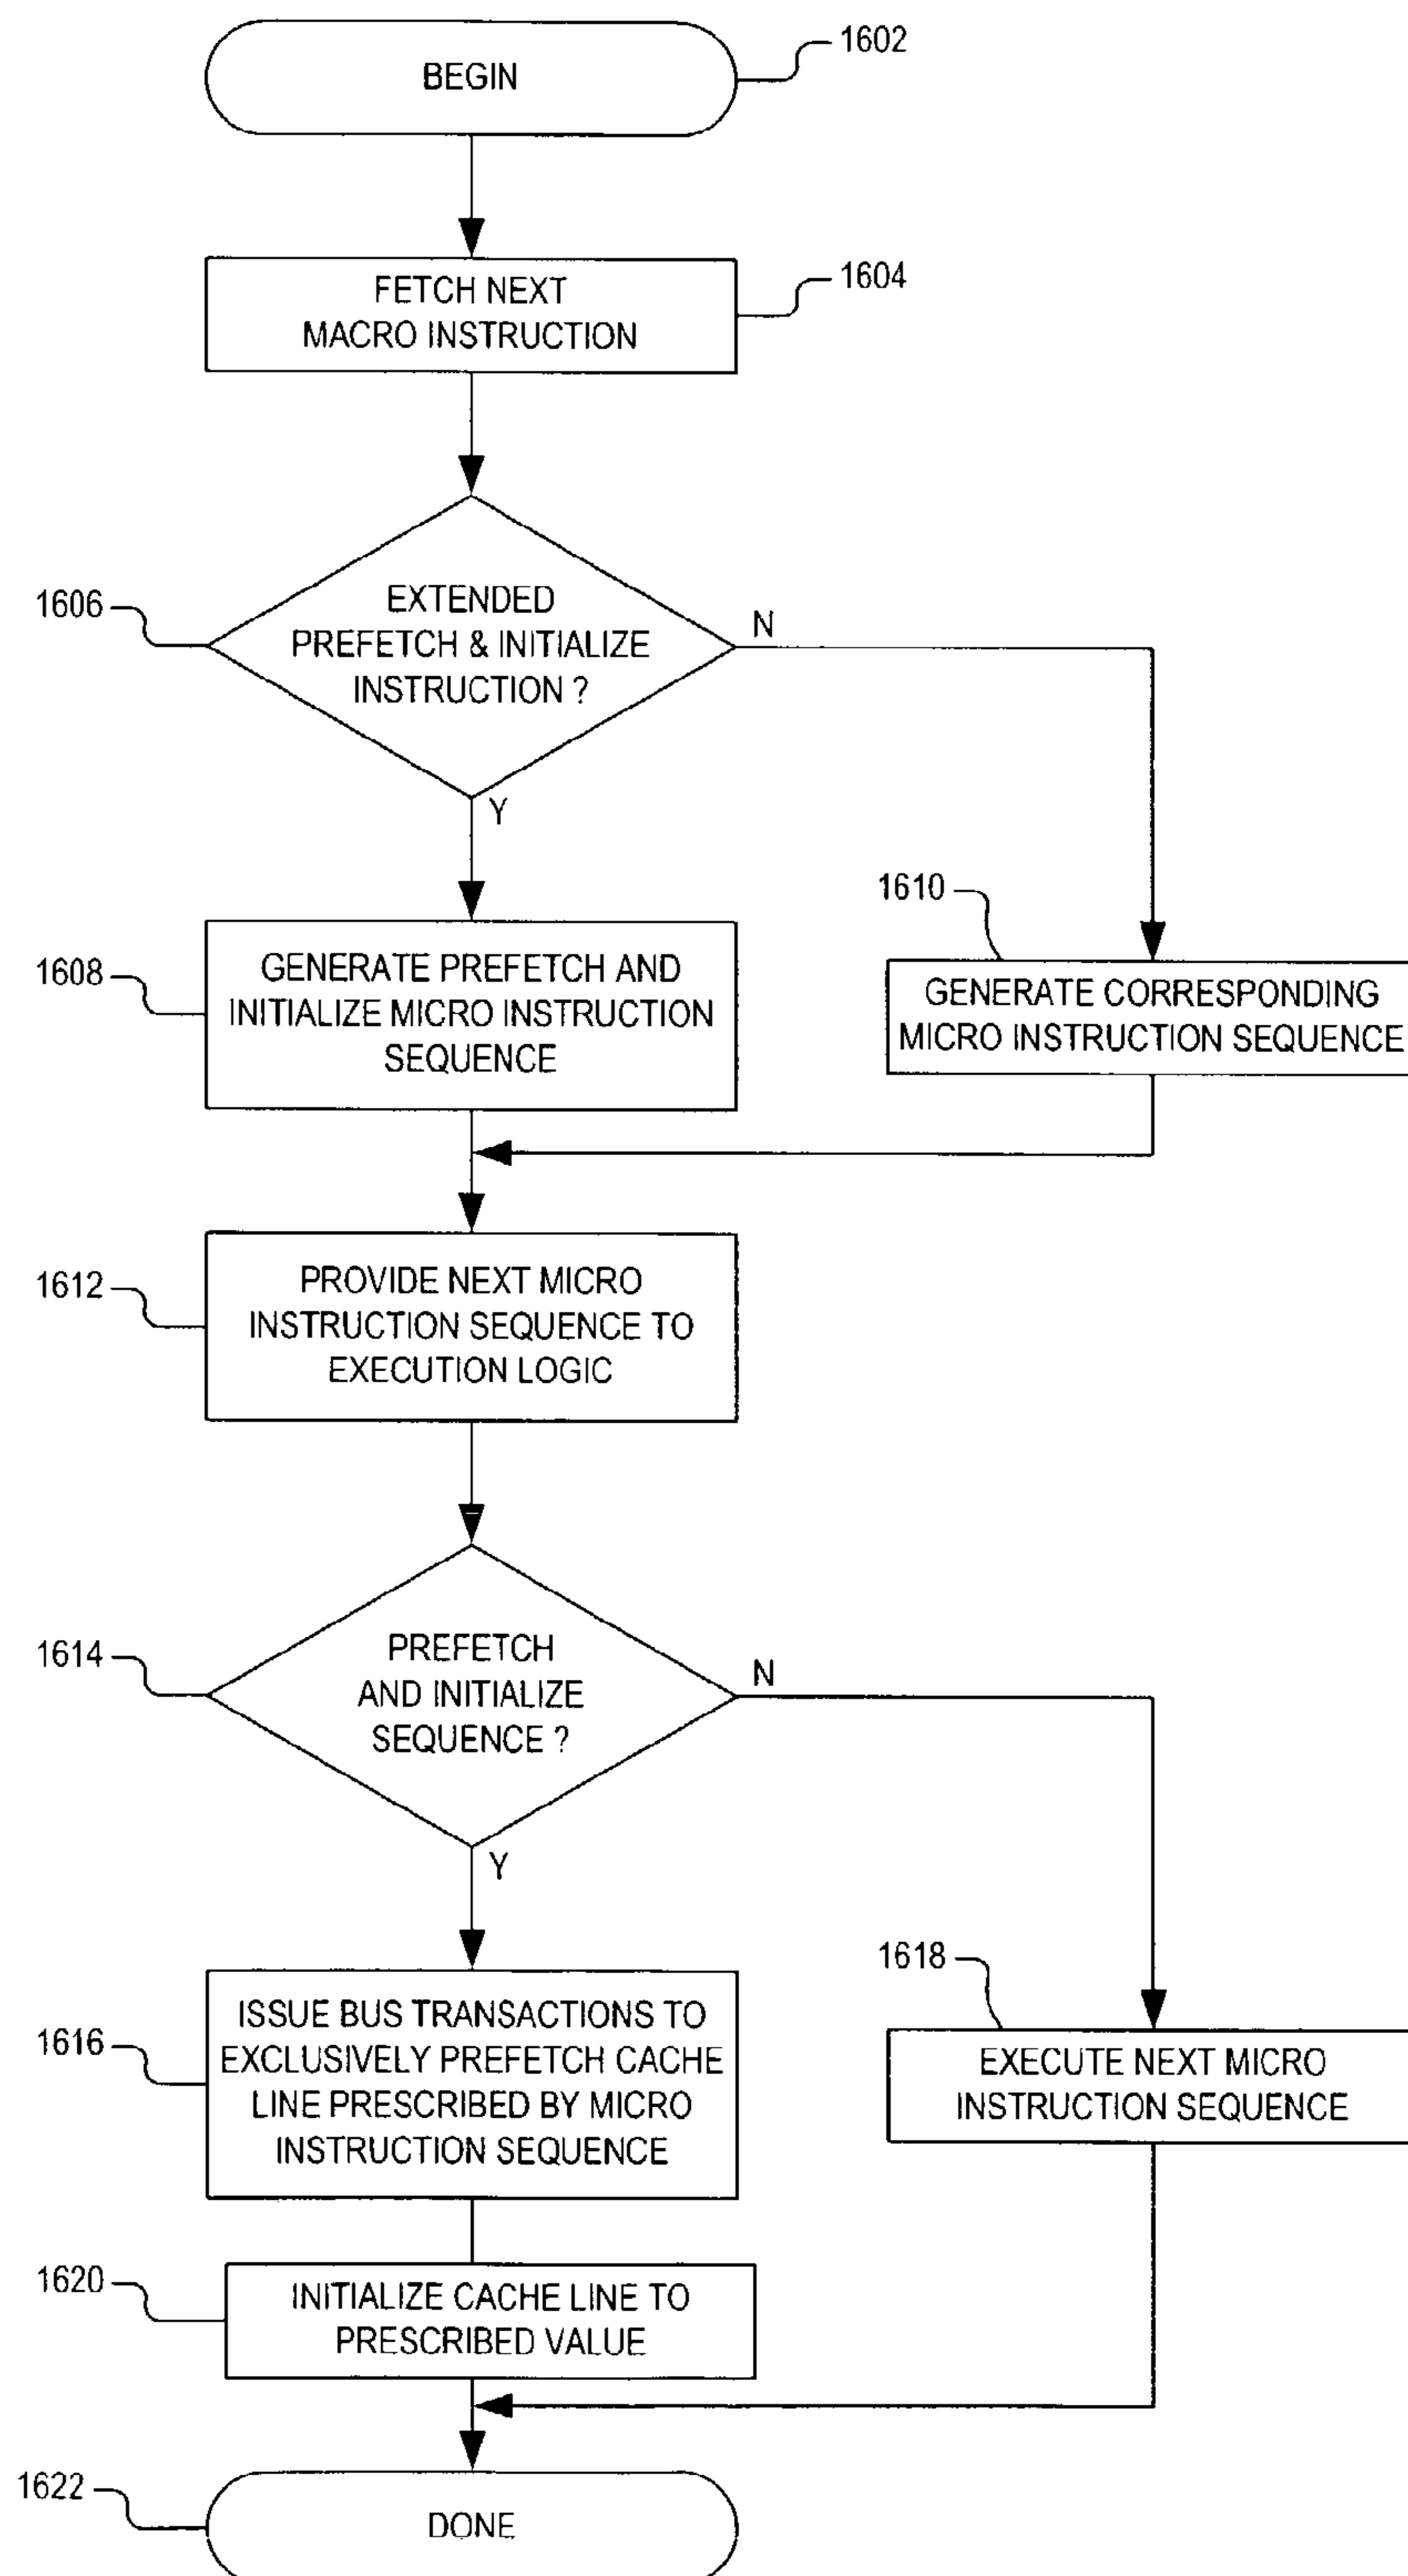 BEGIN
1602
FETCH NEXT
MACRO INSTRUCTION
1604
1606
EXTENDED
PREFETCH & INITIALIZE
INSTRUCTION ?
N
Y
1608
GENERATE PREFETCH AND
INITIALIZE MICRO INSTRUCTION
SEQUENCE
1610
GENERATE CORRESPONDING
MICRO INSTRUCTION SEQUENCE
1612
PROVIDE NEXT MICRO
INSTRUCTION SEQUENCE TO
EXECUTION LOGIC
1614
PREFETCH
AND INITIALIZE
SEQUENCE ?
N
Y
1616
ISSUE BUS TRANSACTIONS TO
EXCLUSIVELY PREFETCH CACHE
LINE PRESCRIBED BY MICRO
INSTRUCTION SEQUENCE
1618
EXECUTE NEXT MICRO
INSTRUCTION SEQUENCE
1620
INITIALIZE CACHE LINE TO
PRESCRIBED VALUE
1622
DONE